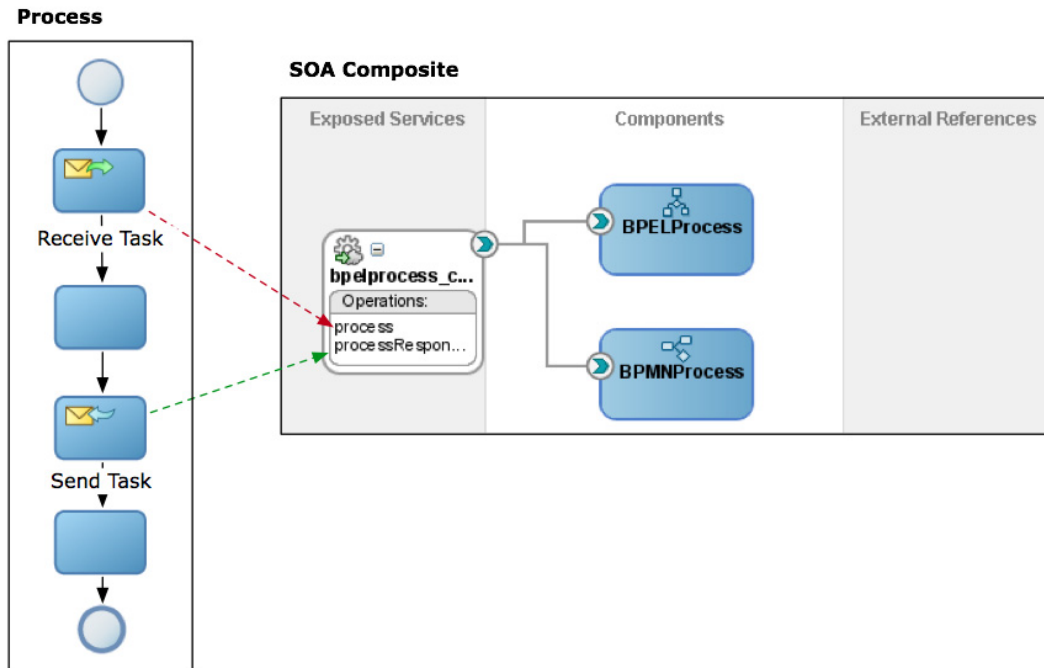 Process
Receive Task
Send Task
SOA Composite
Exposed Services
Components
External References
bpelprocess_c...
Operations:
process
processRespon...
BPELProcess
BPMNProcess